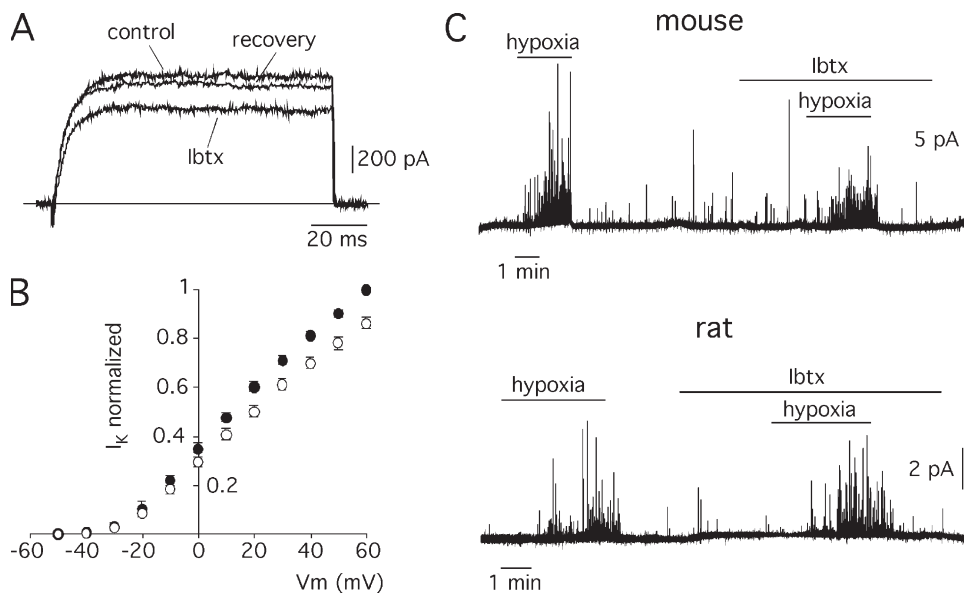 A
control
recovery
Ibtx
200 pA
20 ms
B
I_K normalized
1
0.8
0.6
0.4
0.2
-60 -40 -20 0 20 40 60
Vm (mV)
C
mouse
hypoxia
Ibtx
hypoxia
5 pA
1 min
rat
hypoxia
Ibtx
hypoxia
2 pA
1 min